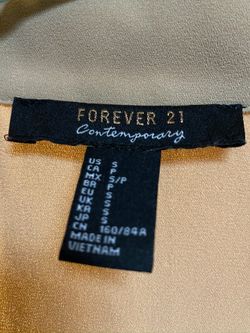 FOREVER 21
Contemporary
US S
CA P
MX S/P
BR P
EU S
UK S
KR S
JP S
CN 160/84A
MADE IN
VIETNAM